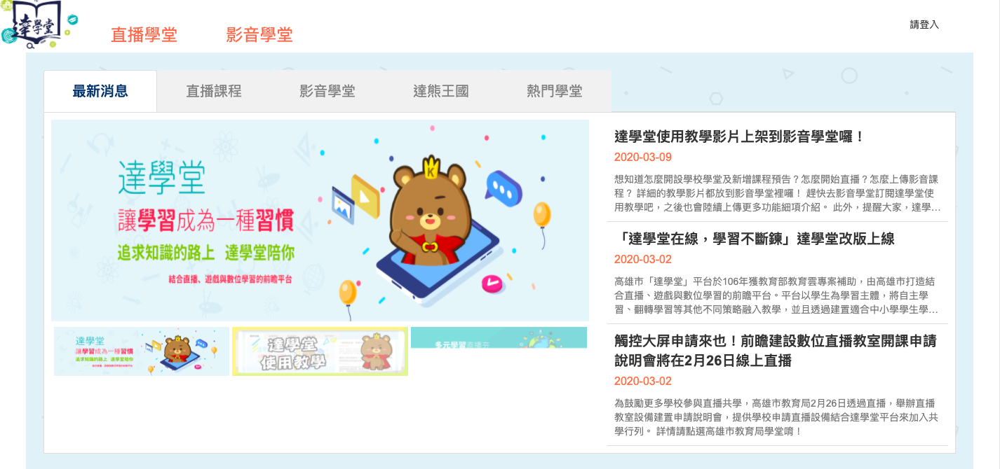 達學堂
直播學堂
影音學堂
請登入
最新消息
直播課程
影音學堂
達熊王國
熱門學堂
達學堂
讓學習成為一種習慣
追求知識的路上 達學堂陪你
結合直播、遊戲與數位學習的前瞻平台
K
達學堂
讓學習成為一種習慣
追求知識的路上 達學堂陪你
結合直播、遊戲與數位學習的前瞻平台
達學堂
使用教學
多元學習直播夯
達學堂使用教學影片上架到影音學堂囉！
2020-03-09
想知道怎麼開設學校學堂及新增課程預告？怎麼開始直播？怎麼上傳影音課
程？ 詳細的教學影片都放到影音學堂裡囉！ 趕快去影音學堂訂閱達學堂使
用教學吧，之後也會陸續上傳更多功能細項介紹。 此外，提醒大家，達學...
「達學堂在線，學習不斷鍊」達學堂改版上線
2020-03-02
高雄市「達學堂」平台於106年獲教育部教育雲專案補助，由高雄市打造結
合直播、遊戲與數位學習的前瞻平台。平台以學生為學習主體，將自主學
習、翻轉學習等其他不同策略融入教學，並且透過建置適合中小學學生學...
觸控大屏申請來也！前瞻建設數位直播教室開課申請
說明會將在2月26日線上直播
2020-03-02
為鼓勵更多學校參與直播共學，高雄市教育局2月26日透過直播，舉辦直播
教室設備建置申請說明會，提供學校申請直播設備結合達學堂平台來加入共
學行列。 詳情請點選高雄市教育局學堂唷！